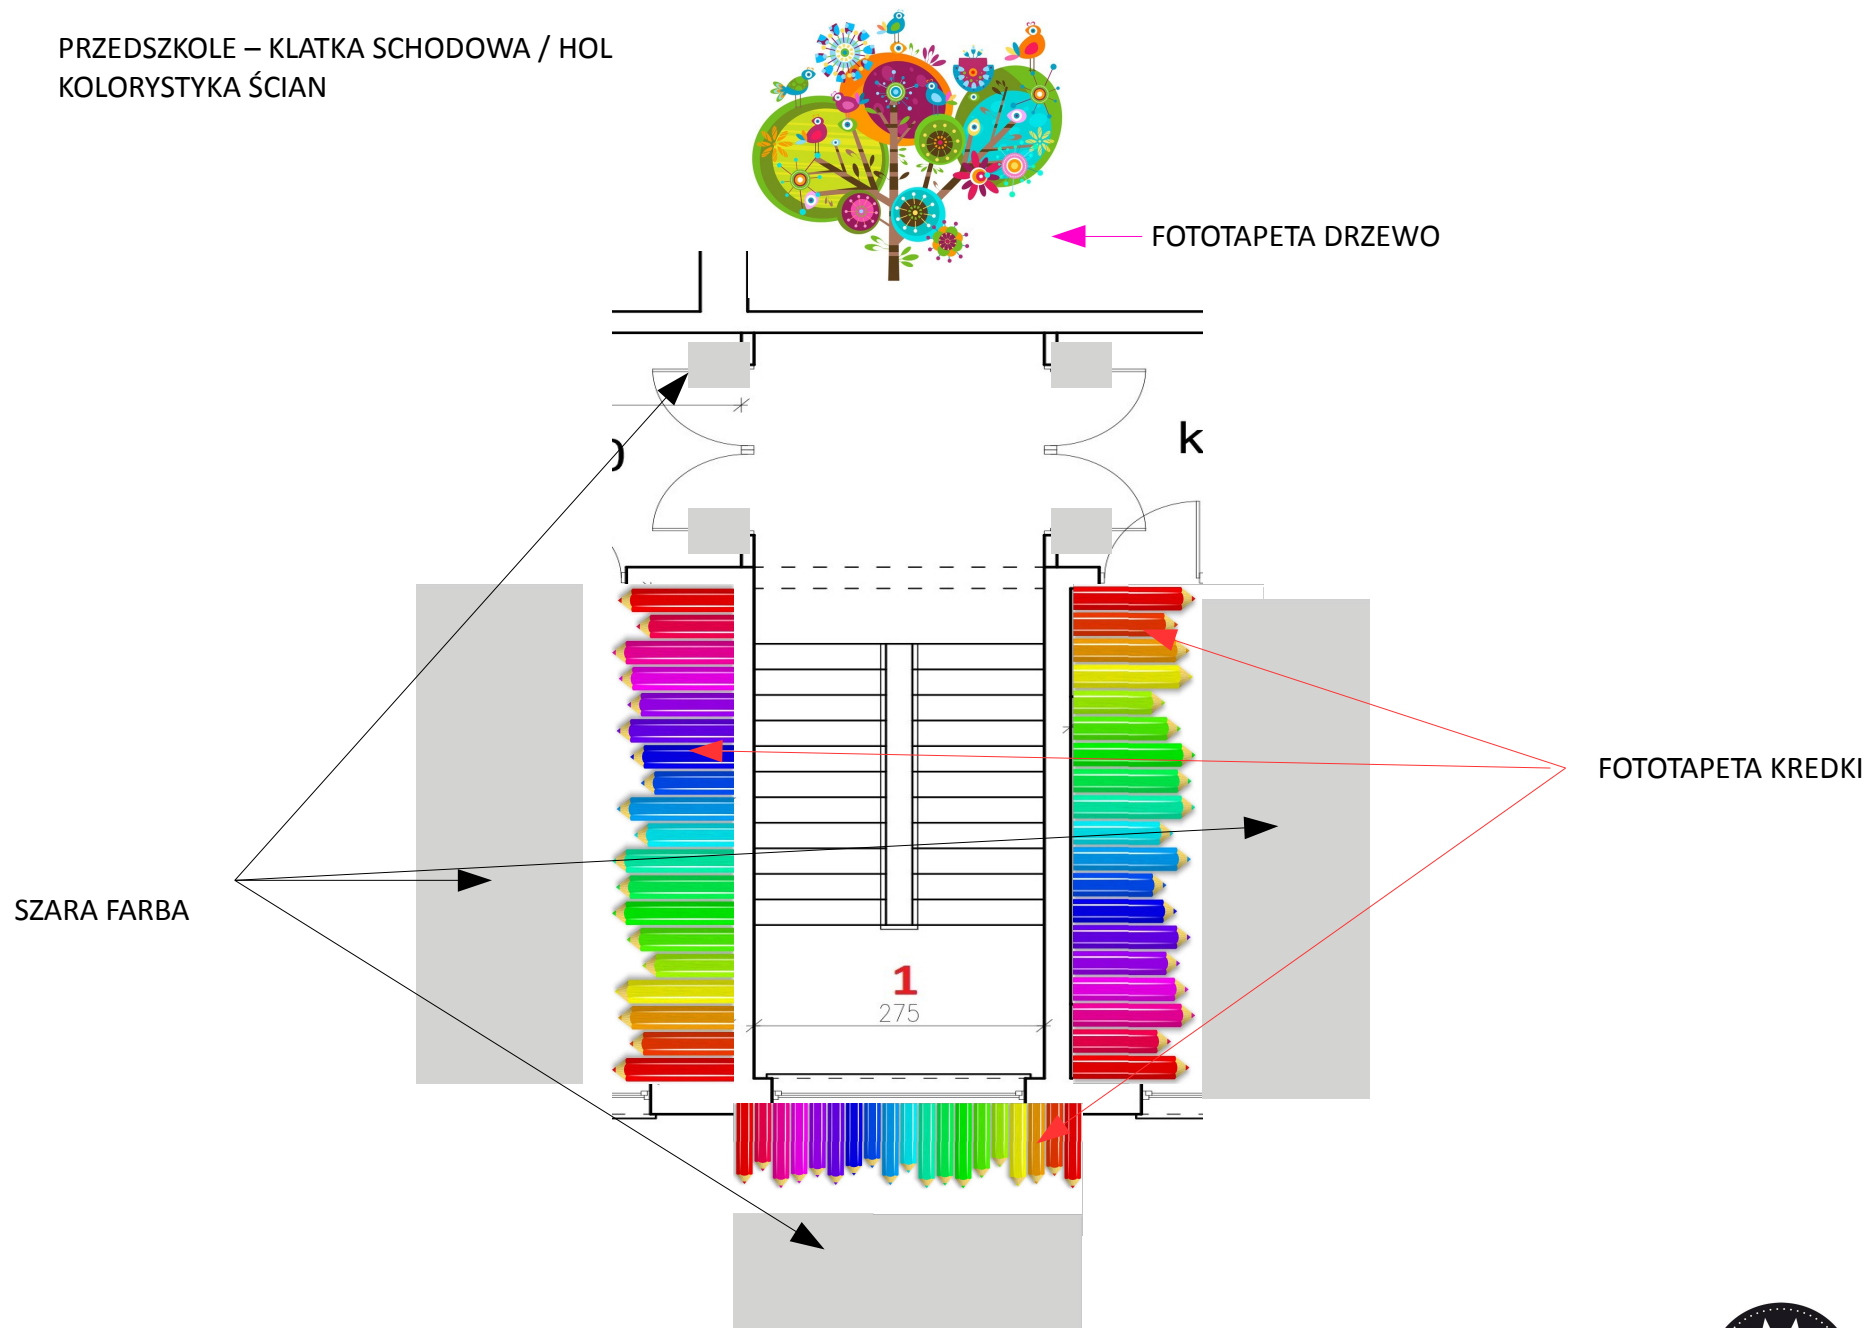 PRZEDSZKOLE – KLATKA SCHODOWA / HOL
KOLORYSTYKA ŚCIAN
FOTOTAPETA DRZEWO
k
FOTOTAPETA KREDKI
SZARA FARBA
1
275